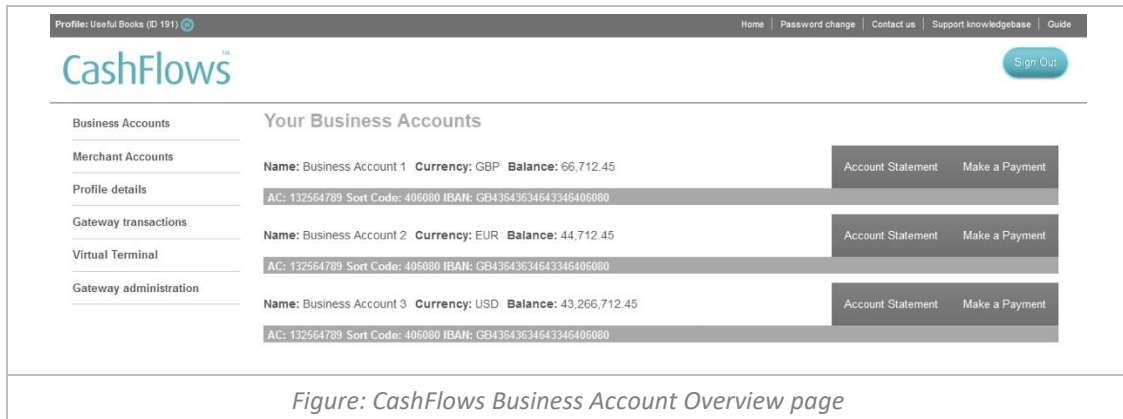 Profile: Useful Books (ID 191) Home | Password change | Contact us | Support knowledgebase | Guide
CashFlows™
Sign Out
Business Accounts
Merchant Accounts
Profile details
Gateway transactions
Virtual Terminal
Gateway administration
Your Business Accounts
Name: Business Account 1 Currency: GBP Balance: 66,712.45 Account Statement Make a Payment
AC: 132564789 Sort Code: 406080 IBAN: GB43643634643346406080
Name: Business Account 2 Currency: EUR Balance: 44,712.45 Account Statement Make a Payment
AC: 132564789 Sort Code: 406080 IBAN: GB43643634643346406080
Name: Business Account 3 Currency: USD Balance: 43,266,712.45 Account Statement Make a Payment
AC: 132564789 Sort Code: 406080 IBAN: GB43643634643346406080
Figure: CashFlows Business Account Overview page